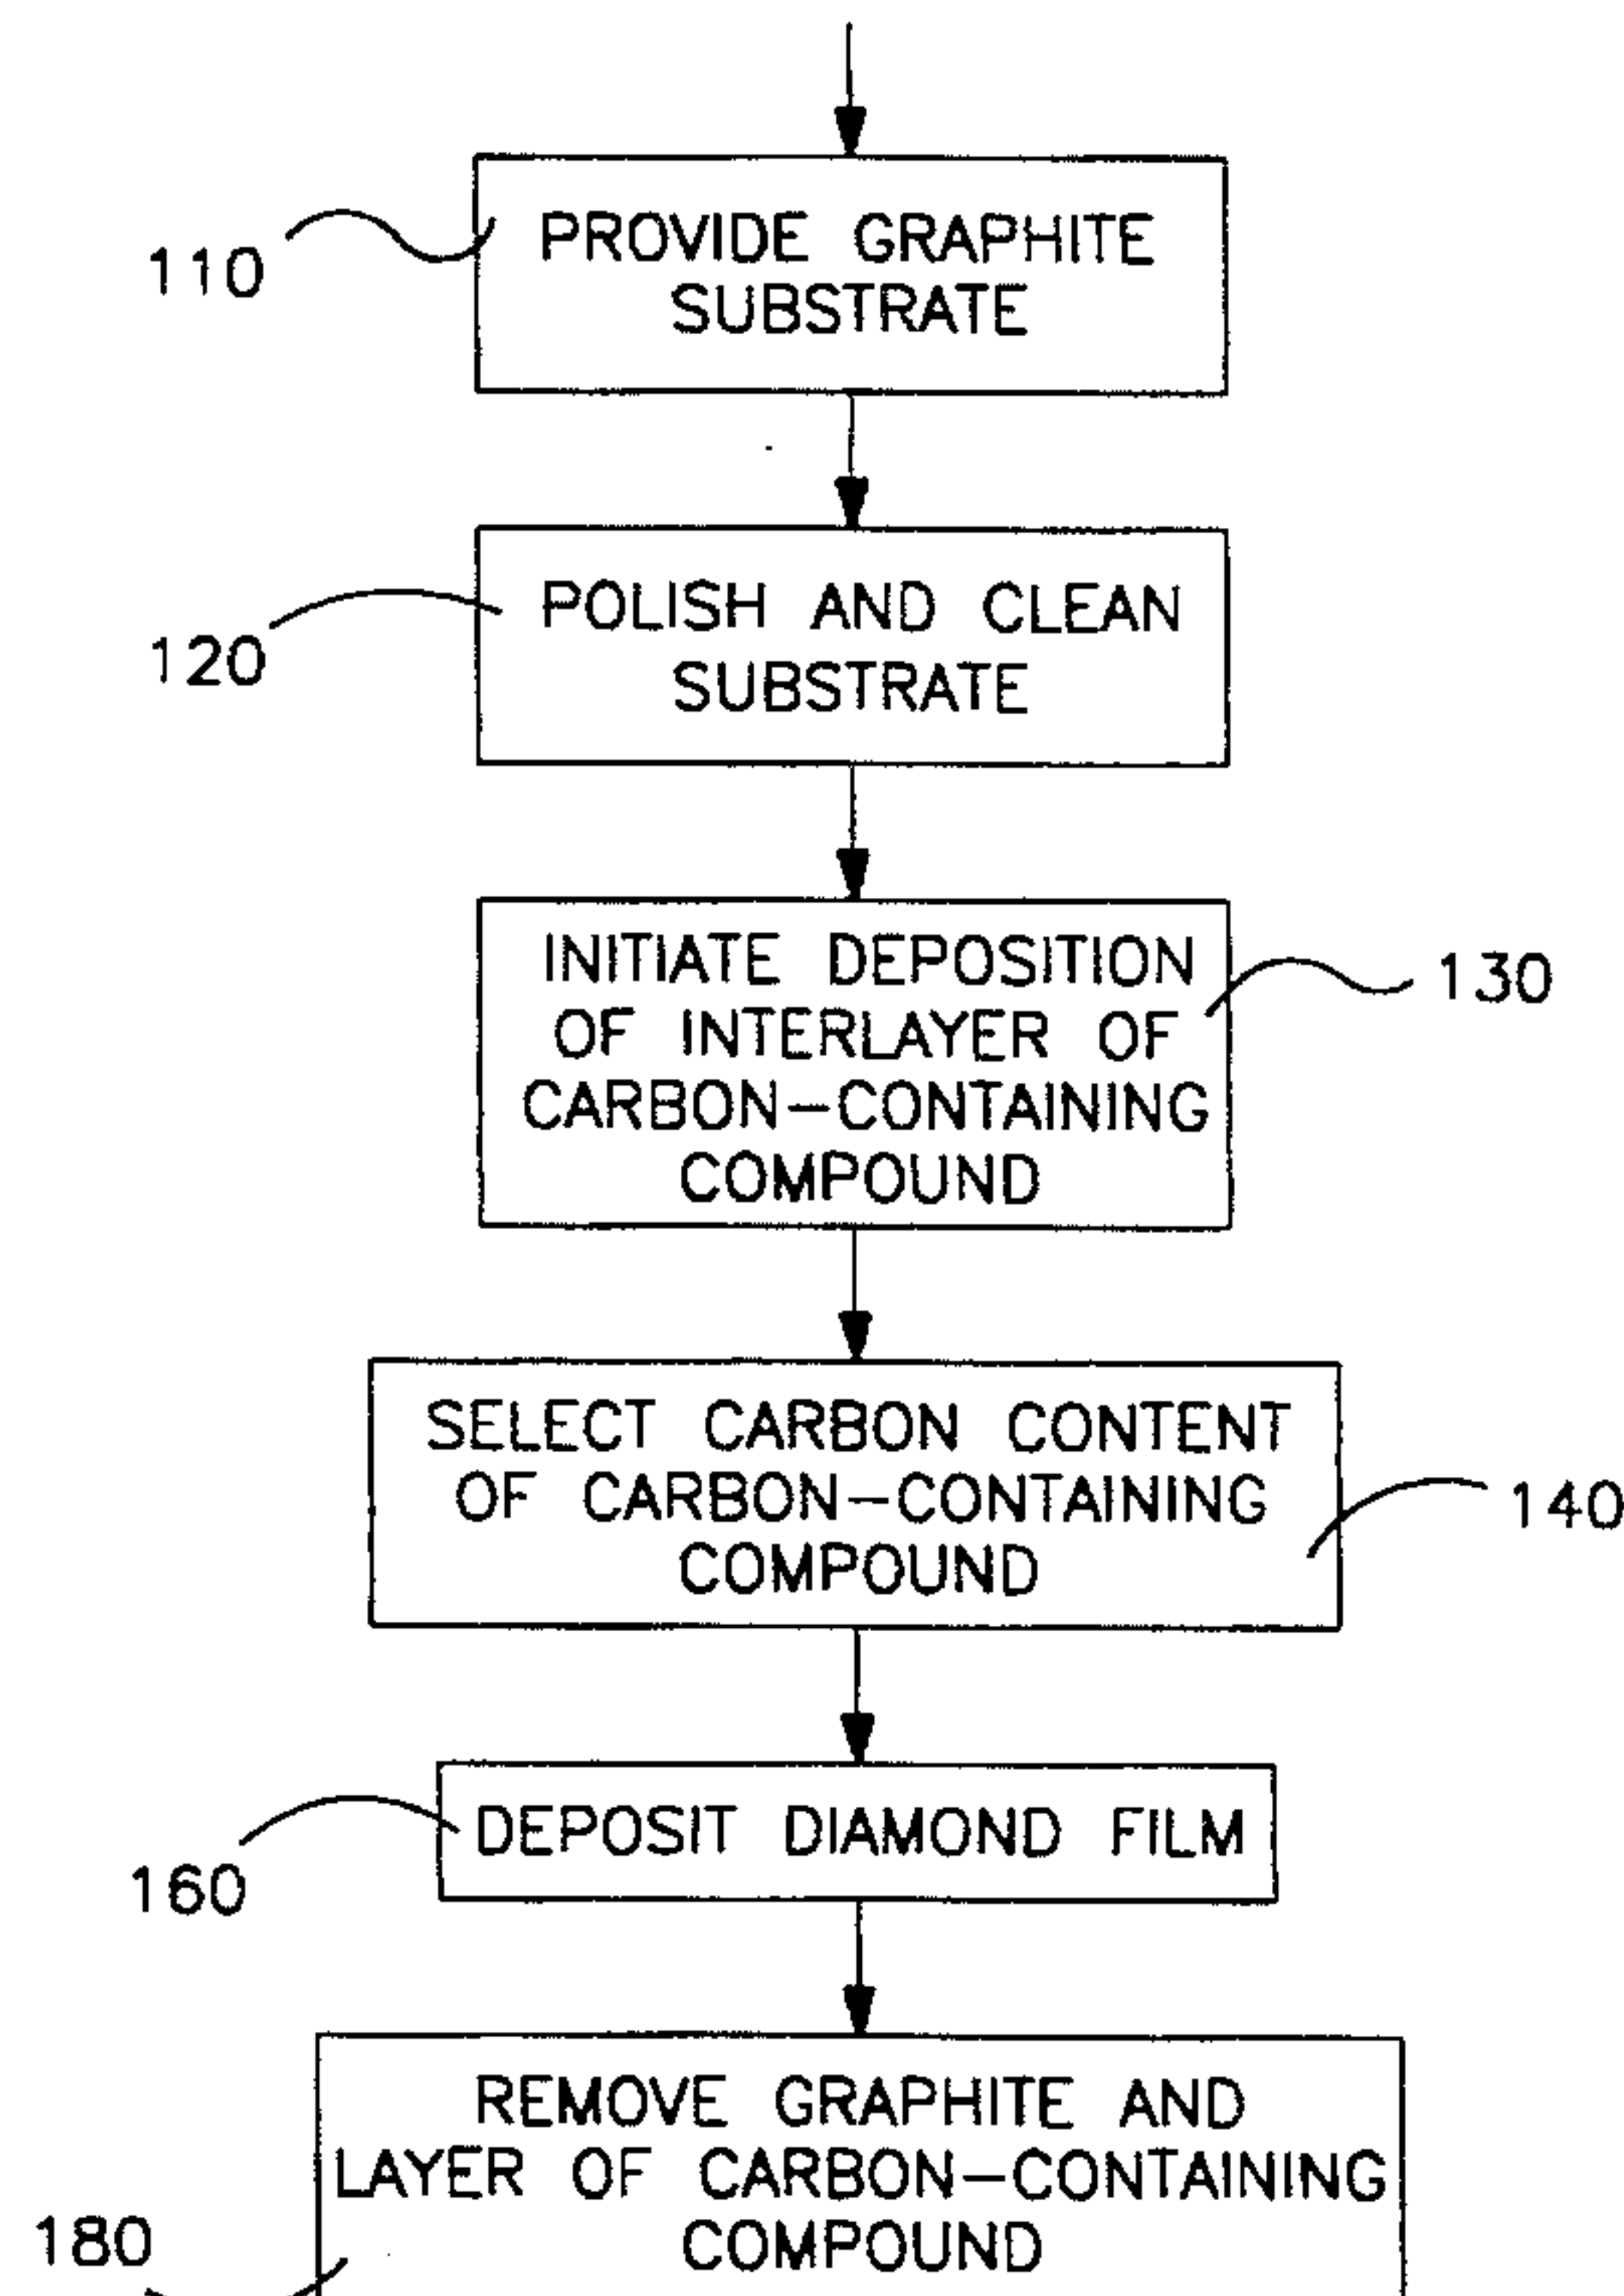 110
PROVIDE GRAPHITE
SUBSTRATE
120
POLISH AND CLEAN
SUBSTRATE
INITIATE DEPOSITION
OF INTERLAYER OF
CARBON-CONTAINING
COMPOUND
130
SELECT CARBON CONTENT
OF CARBON-CONTAINING
COMPOUND
140
DEPOSIT DIAMOND FILM
160
REMOVE GRAPHITE AND
LAYER OF CARBON-CONTAINING
COMPOUND
180